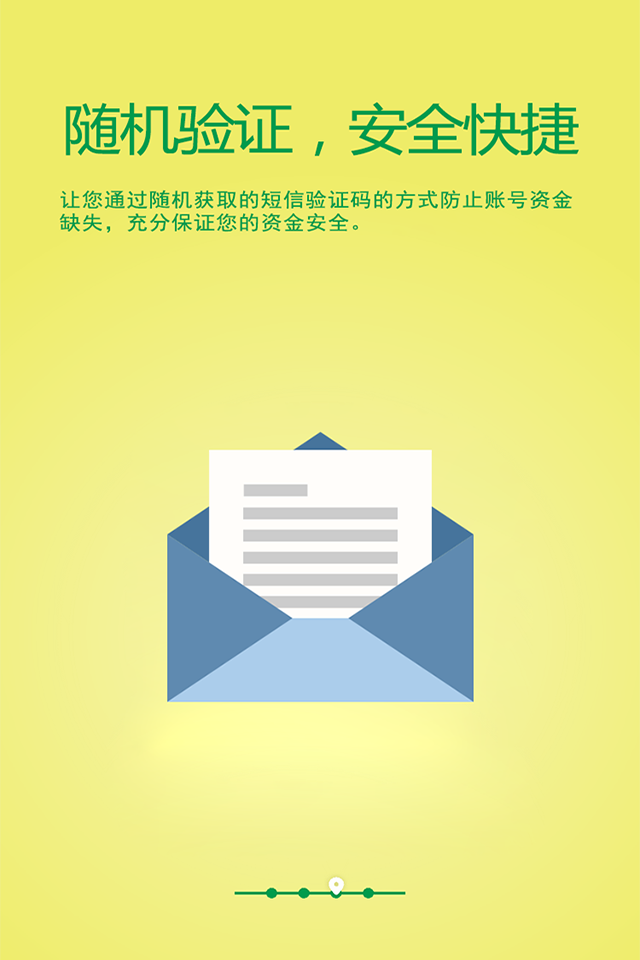 随机验证，安全快捷
让您通过随机获取的短信验证码的方式防止账号资金
缺失，充分保证您的资金安全。